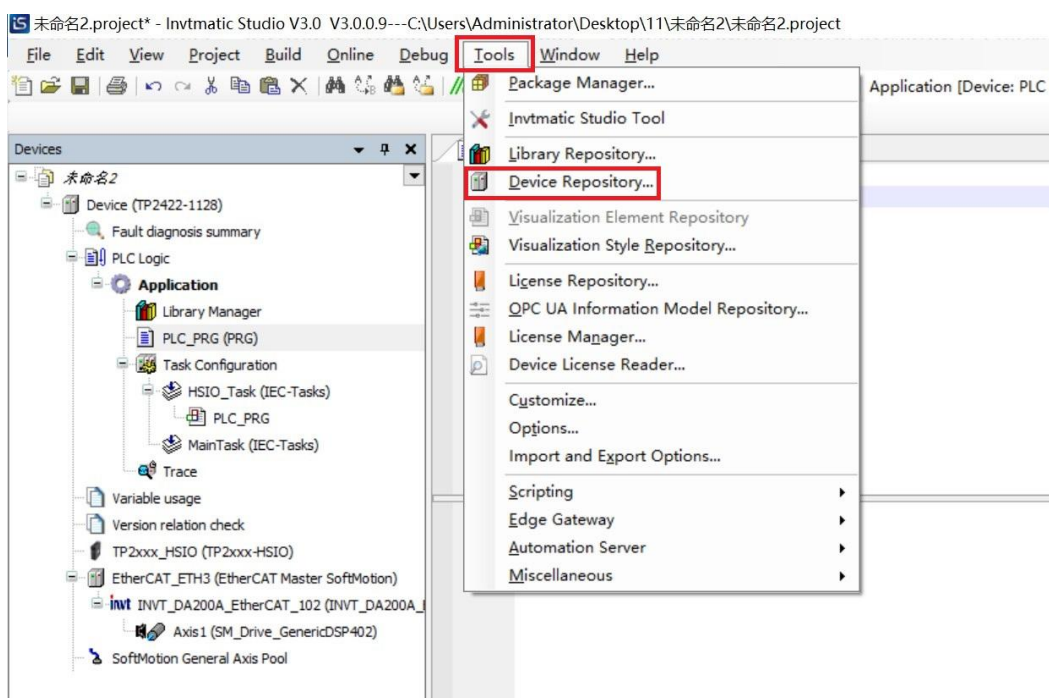 未命名2.project* - Invtmatic Studio V3.0 V3.0.0.9---C:\Users\Administrator\Desktop\11\未命名2\未命名2.project
File Edit View Project Build Online Debug Tools Window Help
Application [Device: PLC
Package Manager...
Invtmatic Studio Tool
Library Repository...
Device Repository...
Visualization Element Repository
Visualization Style Repository...
License Repository...
OPC UA Information Model Repository...
License Manager...
Device License Reader...
Customize...
Options...
Import and Export Options...
Scripting
Edge Gateway
Automation Server
Miscellaneous
Devices
未命名2
Device (TP2422-1128)
Fault diagnosis summary
PLC Logic
Application
Library Manager
PLC_PRG (PRG)
Task Configuration
HSIO_Task (IEC-Tasks)
PLC_PRG
MainTask (IEC-Tasks)
Trace
Variable usage
Version relation check
TP2xxx_HSIO (TP2xxx-HSIO)
EtherCAT_ETH3 (EtherCAT Master SoftMotion)
invt INVT_DA200A_EtherCAT_102 (INVT_DA200A_
Axis1 (SM_Drive_GenericDSP402)
SoftMotion General Axis Pool